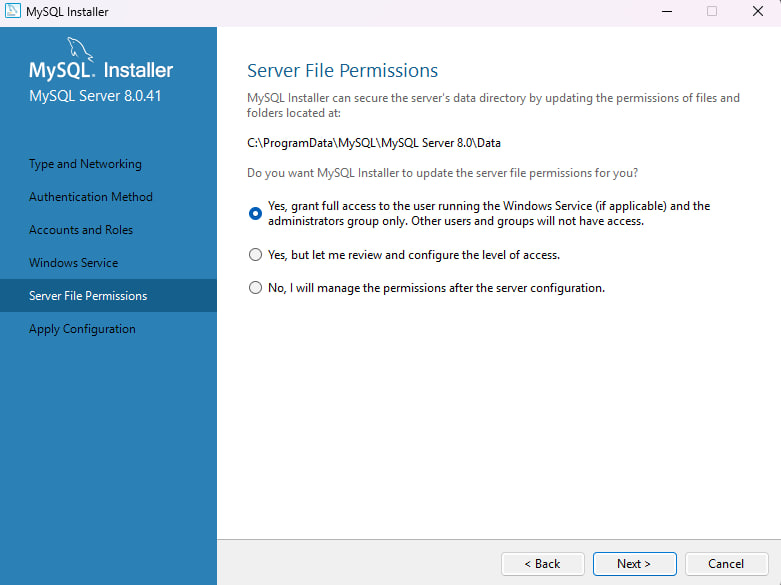 MySQL Installer
MySQL. Installer
MySQL Server 8.0.41
Type and Networking
Authentication Method
Accounts and Roles
Windows Service
Server File Permissions
Apply Configuration
Server File Permissions
MySQL Installer can secure the server's data directory by updating the permissions of files and
folders located at:
C:\ProgramData\MySQL\MySQL Server 8.0\Data
Do you want MySQL Installer to update the server file permissions for you?
Yes, grant full access to the user running the Windows Service (if applicable) and the
administrators group only. Other users and groups will not have access.
Yes, but let me review and configure the level of access.
No, I will manage the permissions after the server configuration.
< Back
Next >
Cancel